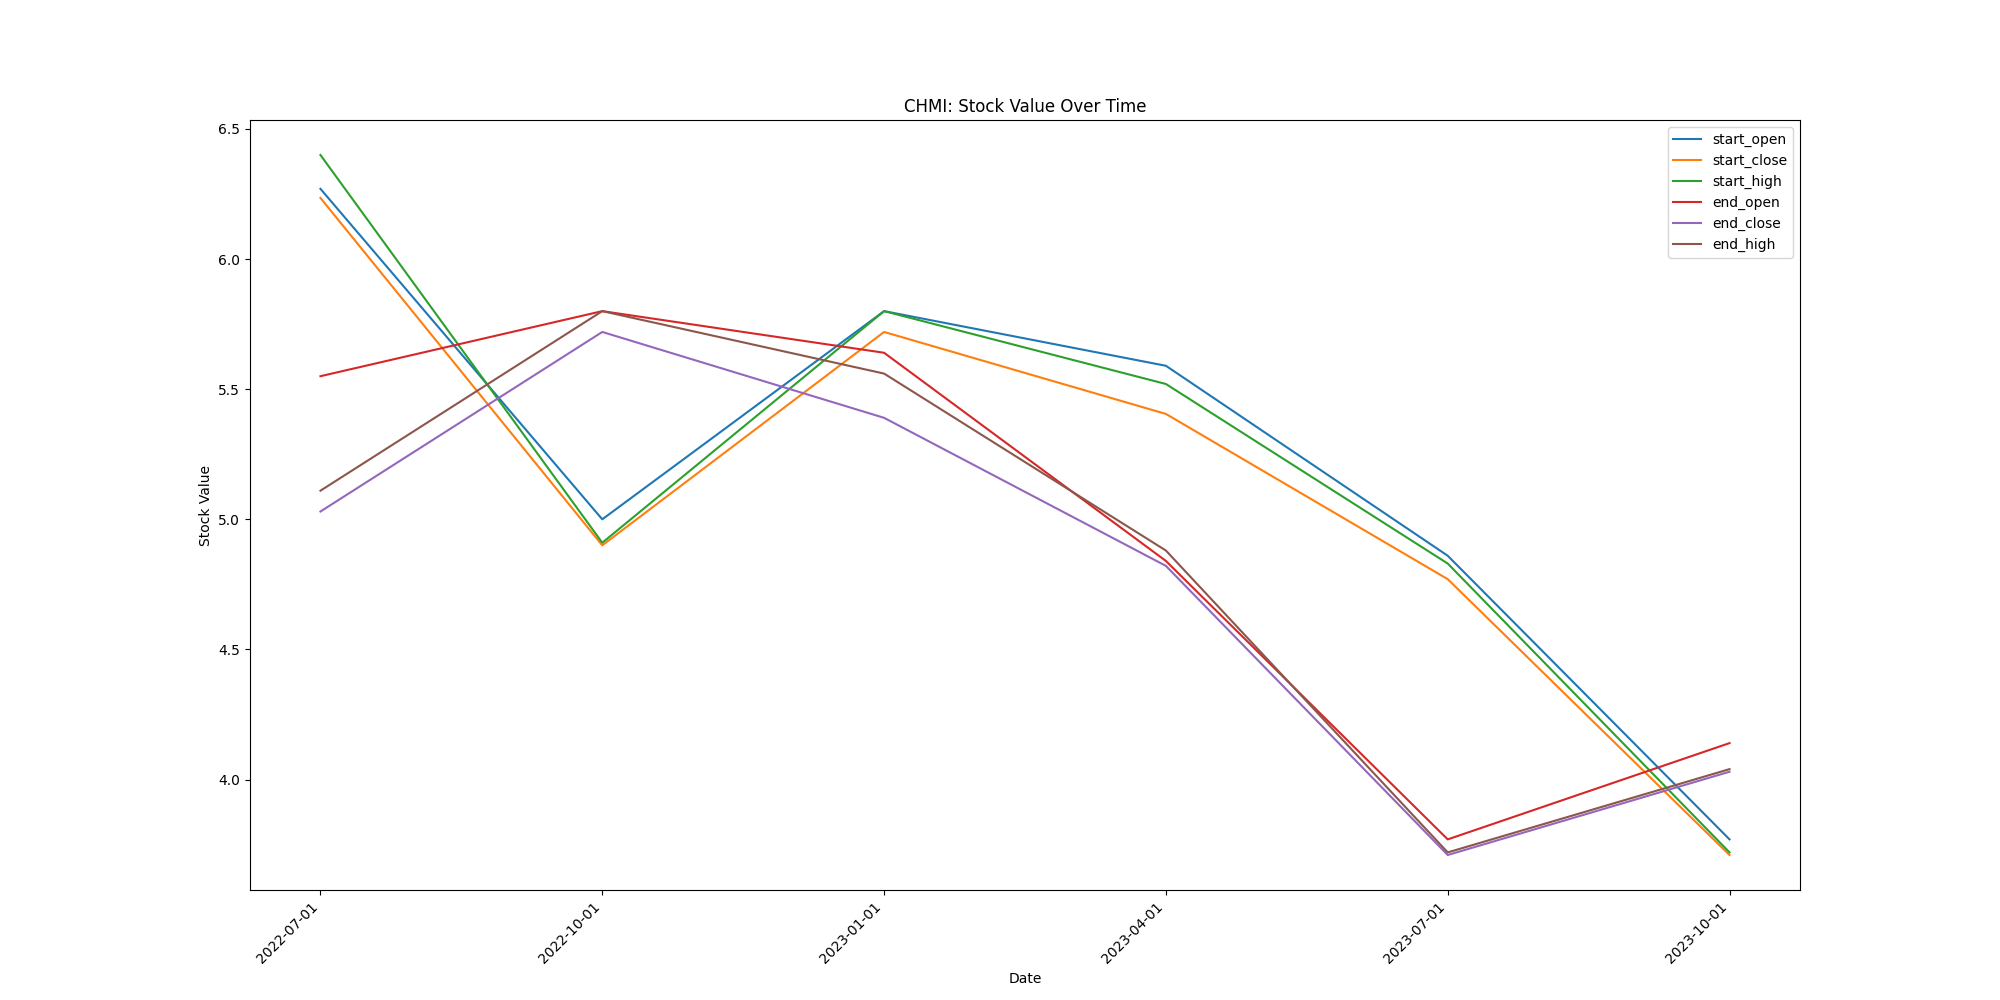 CHMI: Stock Value Over Time
start_open
start_close
start_high
end_open
end_close
end_high
Stock Value
6.5
6.0
5.5
5.0
4.5
4.0
2022-07-01
2022-10-01
2023-01-01
2023-04-01
2023-07-01
2023-10-01
Date